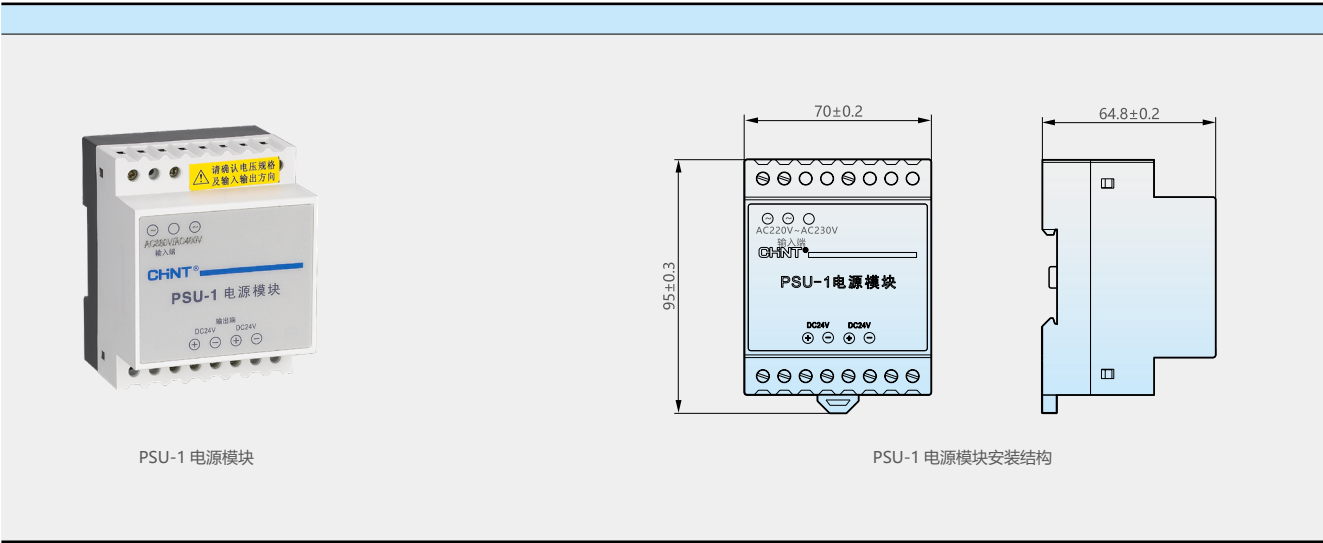 请确认电压规格
及输入输出方向
输入端
CHNT®
PSU-1 电源模块
输出端
DC24V DC24V
PSU-1 电源模块
70±0.2
95±0.3
AC220V~AC230V
输入端
CHNT
PSU-1电源模块
DC24V DC24V
64.8±0.2
PSU-1 电源模块安装结构